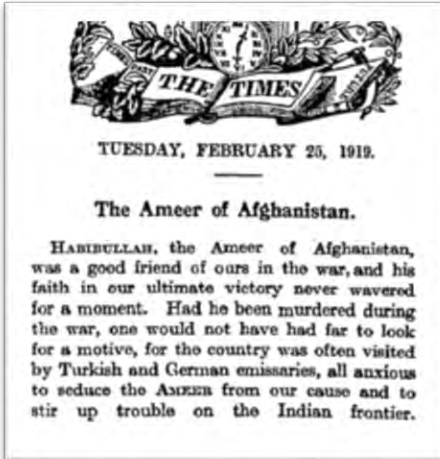 THE TIMES
TUESDAY, FEBRUARY 25, 1919.
The Ameer of Afghanistan.
HABIBULLAH, the Ameer of Afghanistan,
was a good friend of ours in the war, and his
faith in our ultimate victory never wavered
for a moment. Had he been murdered during
the war, one would not have had far to look
for a motive, for the country was often visited
by Turkish and German emissaries, all anxious
to seduce the AMEER from our cause and to
stir up trouble on the Indian frontier.